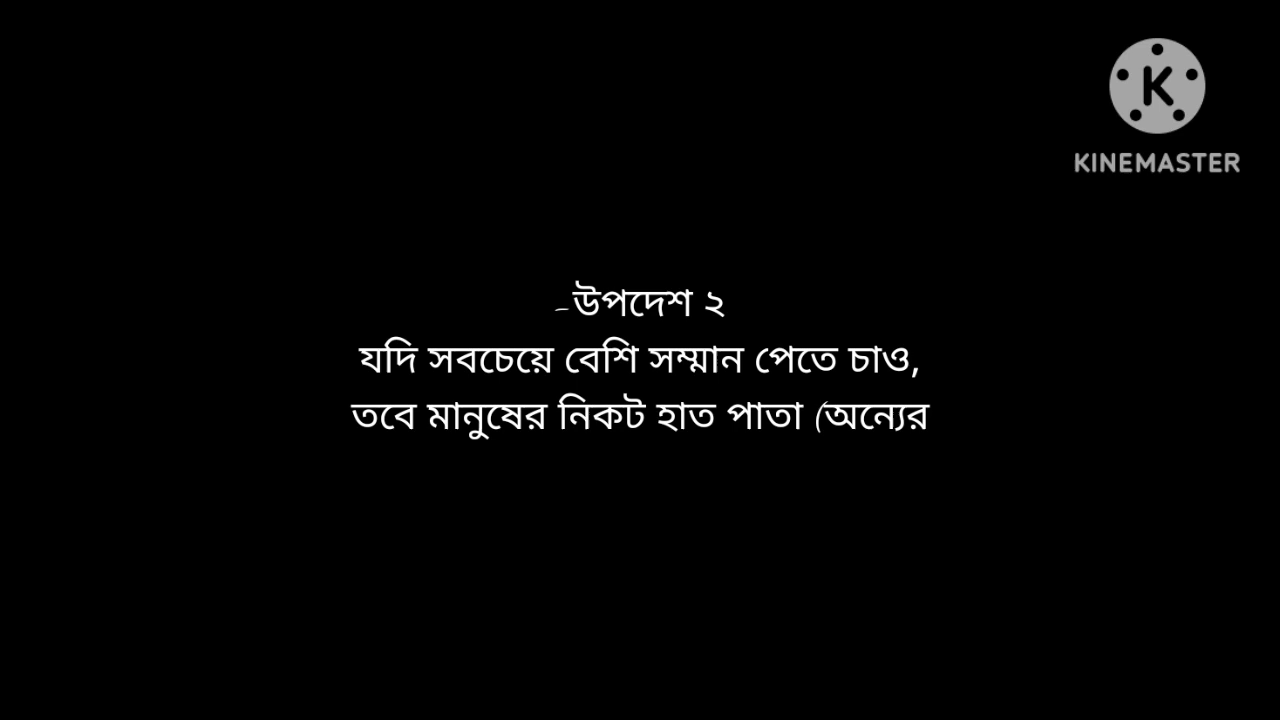 KINEMASTER
-উপদেশ ২
যদি সবচেয়ে বেশি সম্মান পেতে চাও,
তবে মানুষের নিকট হাত পাতা (অন্যের